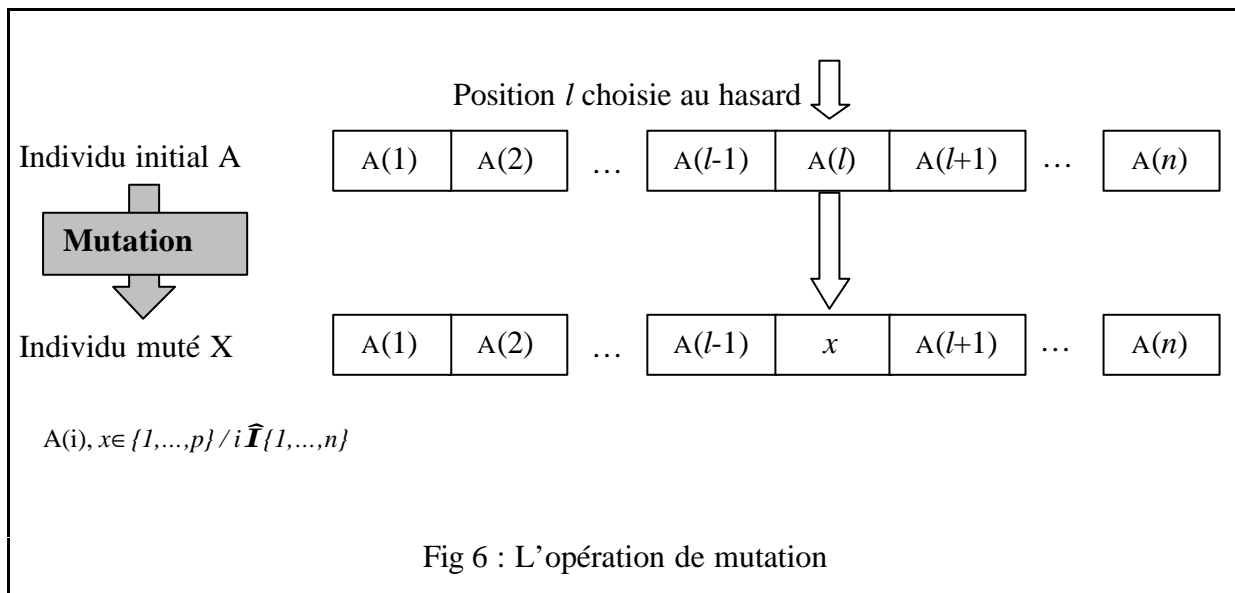 Position l choisie au hasard
Individu initial A
A(1) A(2) … A(l-1) A(l) A(l+1) … A(n)
Mutation
Individu muté X
A(1) A(2) … A(l-1) x A(l+1) … A(n)
A(i), x∈ {1,...,p} / i Î {1,...,n}
Fig 6 : L’opération de mutation